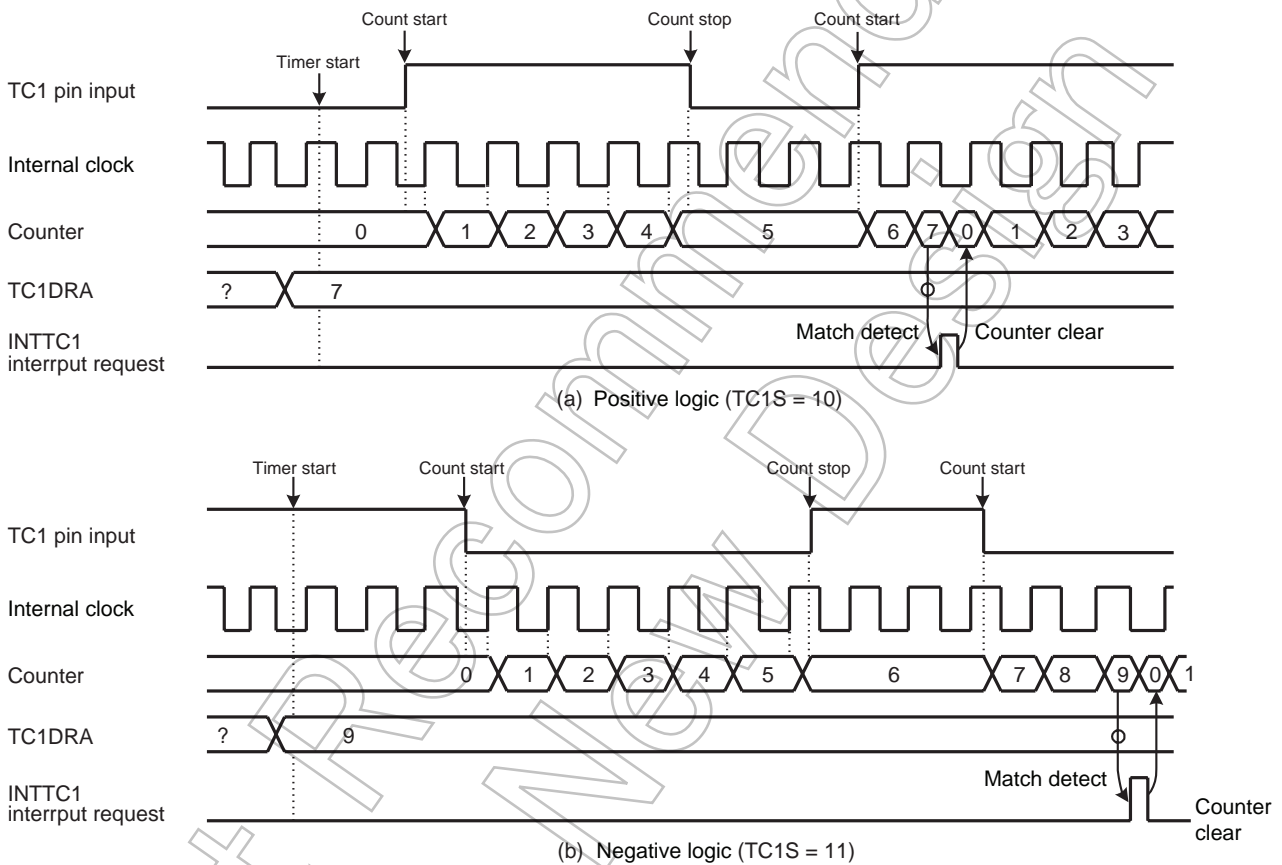 Count start Count stop Count start
Timer start
TC1 pin input
Internal clock
Counter 0 1 2 3 4 5 6 7 0 1 2 3
TC1DRA ? 7
Match detect Counter clear
INTTC1
interrput request
(a) Positive logic (TC1S = 10)
Timer start Count start Count stop Count start
TC1 pin input
Internal clock
Counter 0 1 2 3 4 5 6 7 8 9 0 1
TC1DRA ? 9
Match detect
INTTC1
interrput request
Counter
clear
(b) Negative logic (TC1S = 11)
Recommend
New Design